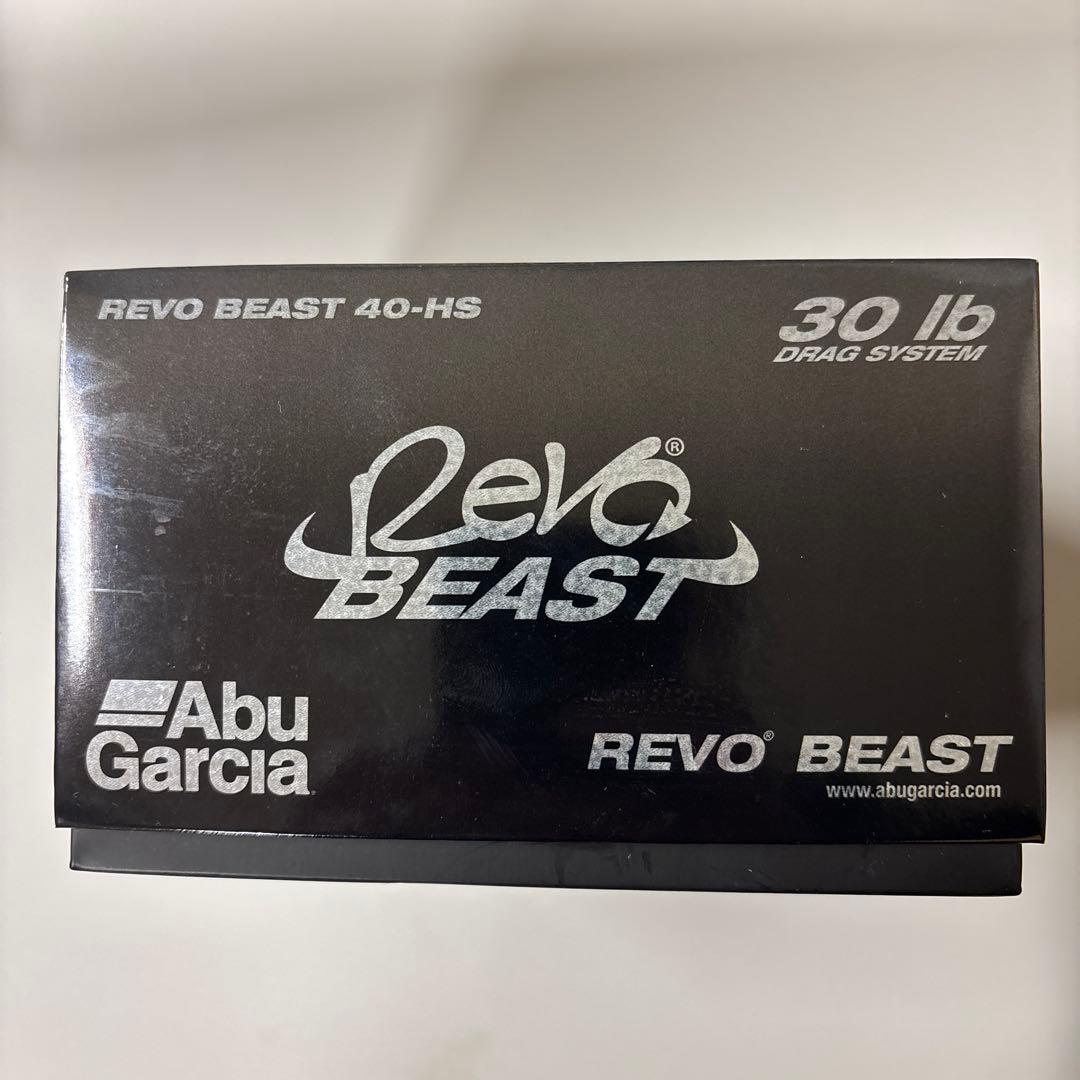 REVO BEAST 40-HS
30 lb
DRAG SYSTEM
Revo®
BEAST
Abu
Garcia
REVO® BEAST
www.abugarcia.com